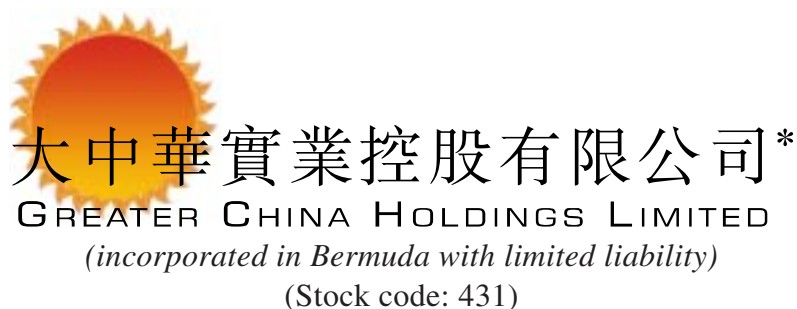 大中華實業控股有限公司*
GREATER CHINA HOLDINGS LIMITED
(incorporated in Bermuda with limited liability)
(Stock code: 431)